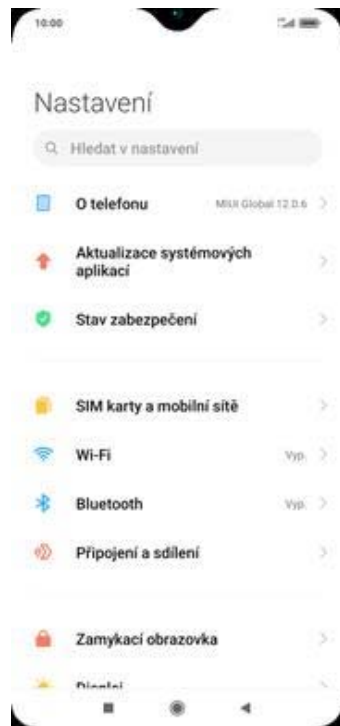 10:00
Nastavení
Hledat v nastavení
O telefonu MIUI Global 12.0.6
Aktualizace systémových
aplikací
Stav zabezpečení
SIM karty a mobilní sítě
Wi-Fi Vyp.
Bluetooth Vyp.
Připojení a sdílení
Zamykací obrazovka
Displej